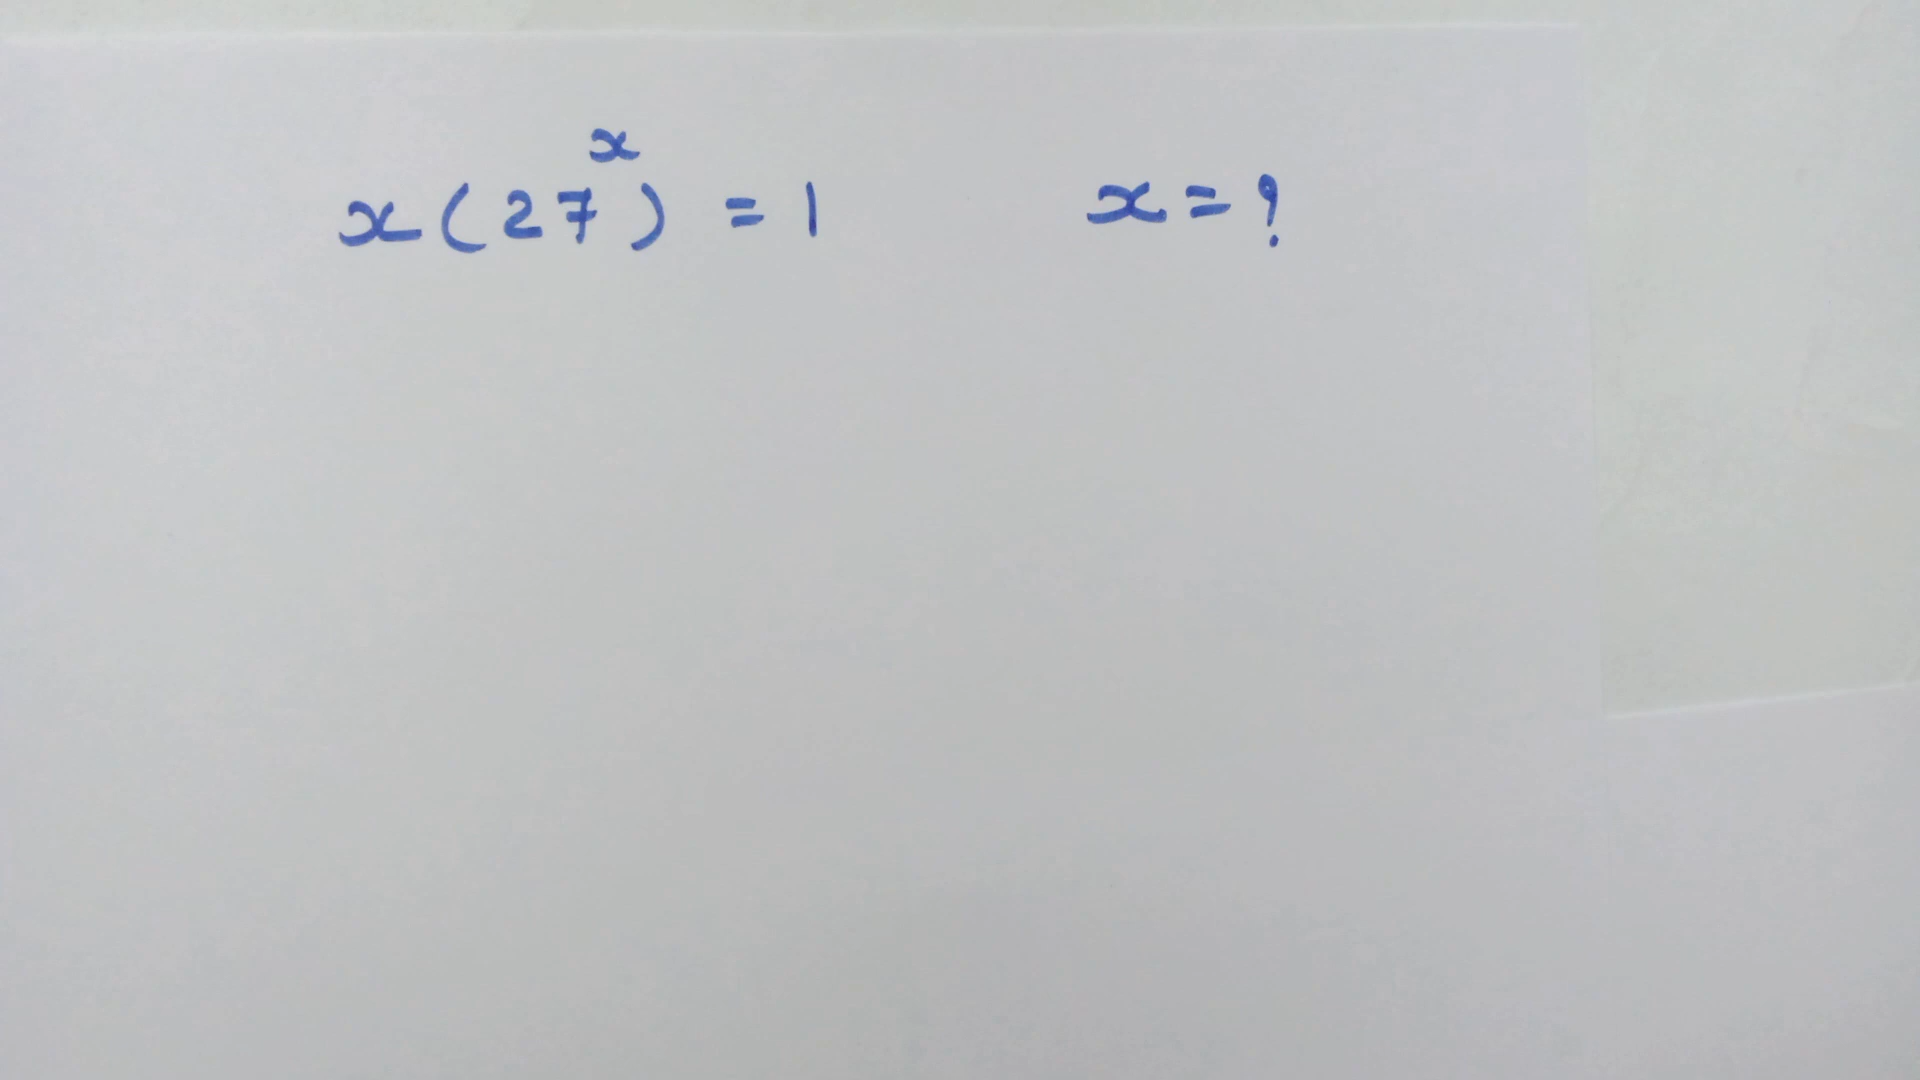 x(27^x) = 1 x = ?